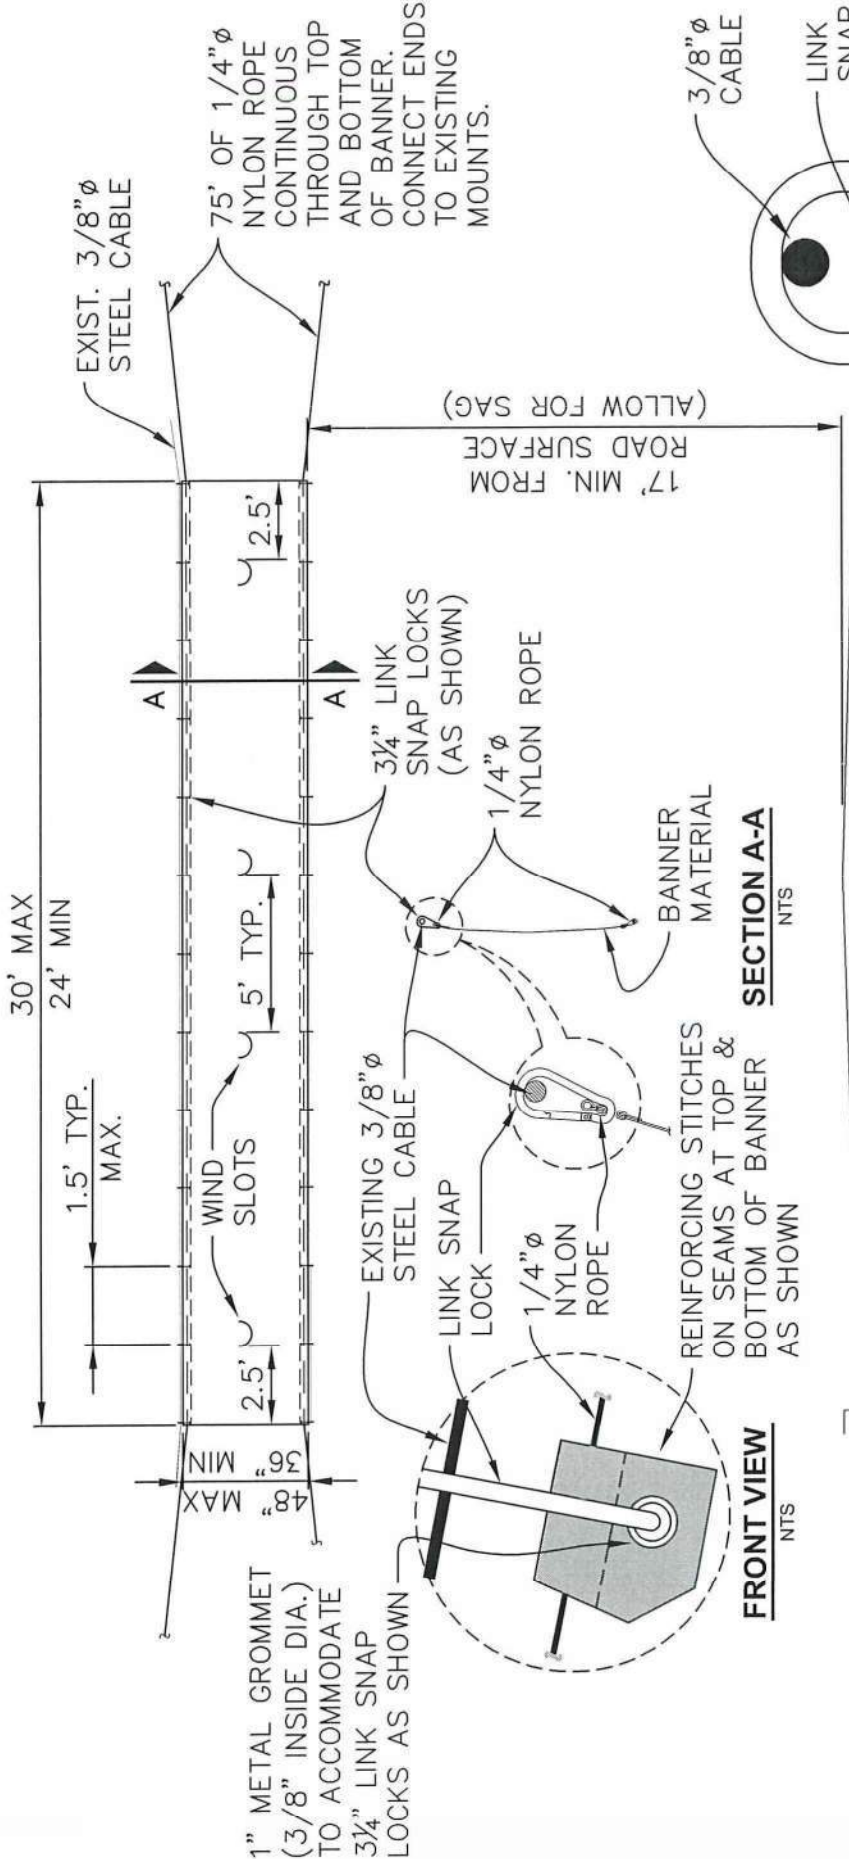 30' MAX
24' MIN
1.5' TYP.
MAX.
EXIST. 3/8"ϕ
STEEL CABLE
75' OF 1/4"ϕ
NYLON ROPE
CONTINUOUS
THROUGH TOP
AND BOTTOM
OF BANNER.
CONNECT ENDS
TO EXISTING
MOUNTS.
48" MAX
36" MIN
2.5'
WIND
SLOTS
5' TYP.
2.5'
A
A
17' MIN. FROM
ROAD SURFACE
(ALLOW FOR SAG)
1" METAL GROMMET
(3/8" INSIDE DIA.)
TO ACCOMMODATE
3¼" LINK SNAP
LOCKS AS SHOWN
EXISTING 3/8"ϕ
STEEL CABLE
LINK SNAP
LOCK
1/4"ϕ
NYLON
ROPE
3¼" LINK
SNAP LOCKS
(AS SHOWN)
1/4"ϕ
NYLON ROPE
BANNER
MATERIAL
REINFORCING STITCHES
ON SEAMS AT TOP &
BOTTOM OF BANNER
AS SHOWN
FRONT VIEW
NTS
SECTION A-A
NTS
3/8"ϕ
CABLE
LINK
SNAP